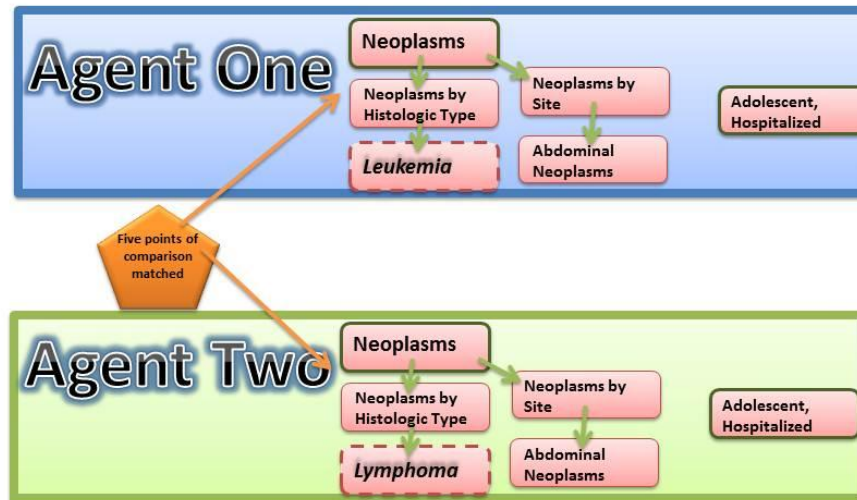 Agent One
Neoplasms
Neoplasms by
Histologic Type
Leukemia
Neoplasms by
Site
Abdominal
Neoplasms
Adolescent,
Hospitalized
Five points of
comparison
matched
Agent Two
Neoplasms
Neoplasms by
Histologic Type
Lymphoma
Neoplasms by
Site
Abdominal
Neoplasms
Adolescent,
Hospitalized